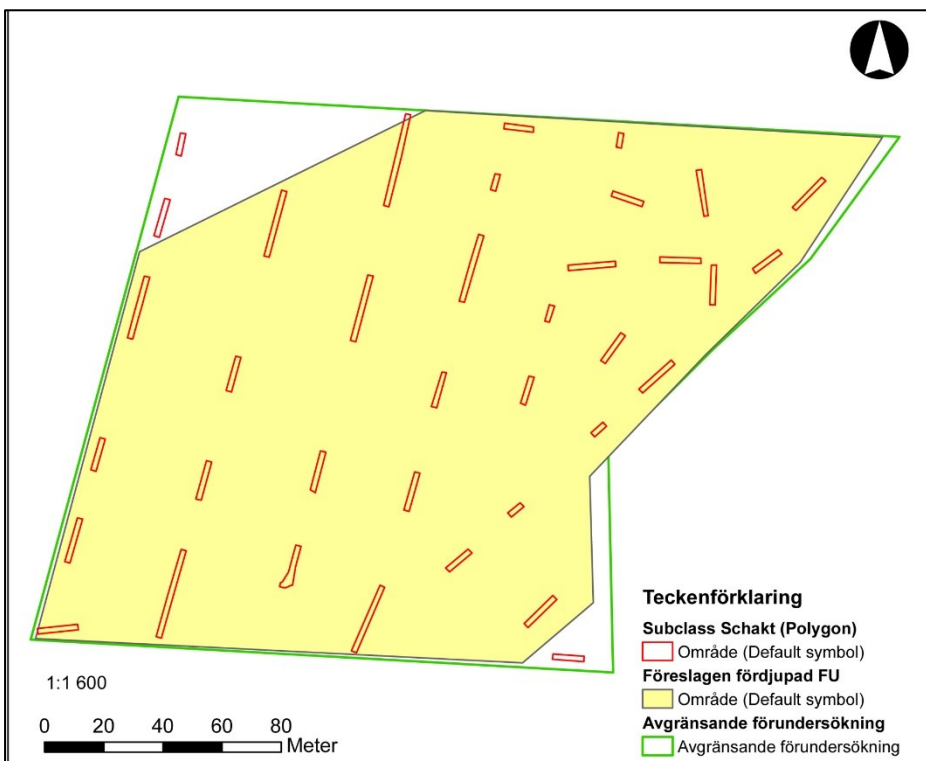 Teckenförklaring
Subclass Schakt (Polygon)
Område (Default symbol)
Föreslagen fördjupad FU
Område (Default symbol)
Avgränsande förundersökning
Avgränsande förundersökning
1:1 600
0 20 40 60 80
Meter